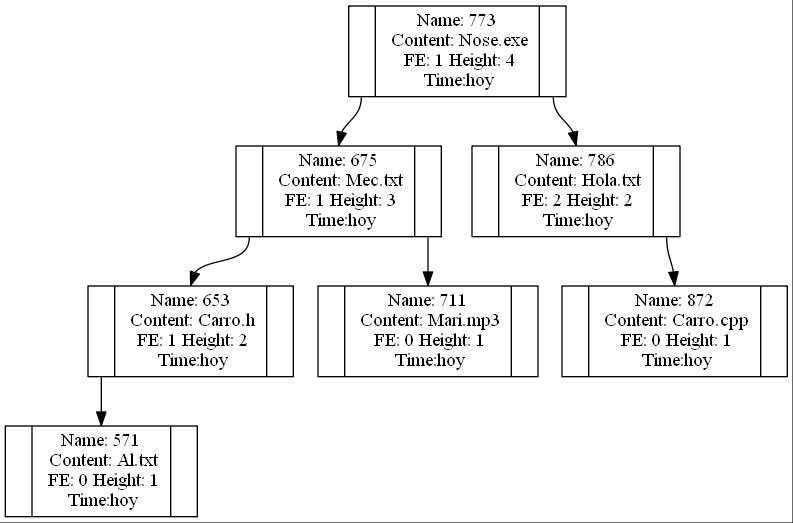 Name: 773
Content: Nose.exe
FE: 1 Height: 4
Time:hoy
Name: 675
Content: Mec.txt
FE: 1 Height: 3
Time:hoy
Name: 786
Content: Hola.txt
FE: 2 Height: 2
Time:hoy
Name: 653
Content: Carro.h
FE: 1 Height: 2
Time:hoy
Name: 711
Content: Mari.mp3
FE: 0 Height: 1
Time:hoy
Name: 872
Content: Carro.cpp
FE: 0 Height: 1
Time:hoy
Name: 571
Content: Al.txt
FE: 0 Height: 1
Time:hoy